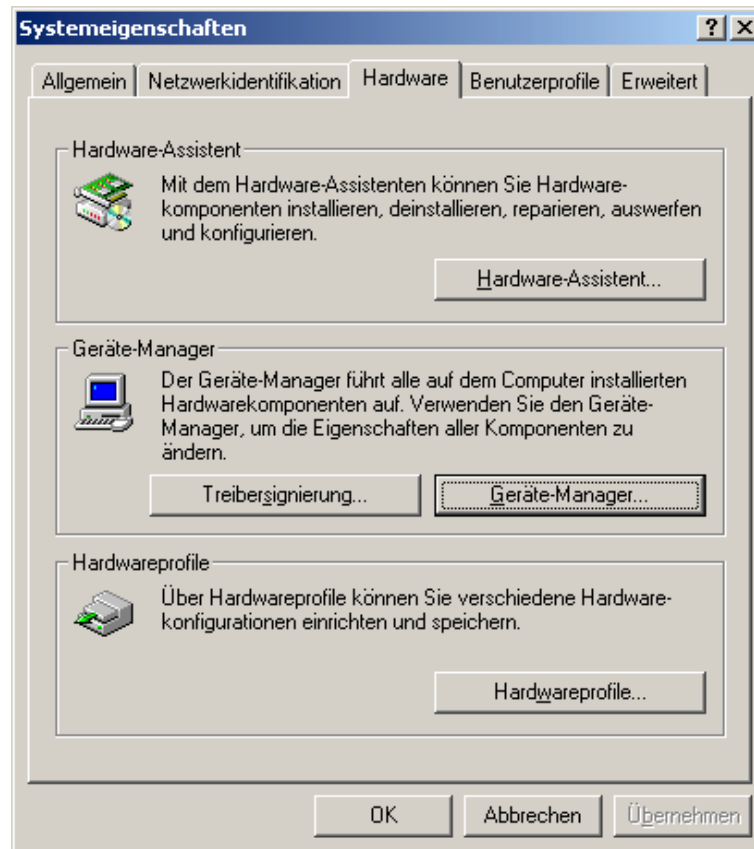 Systemeigenschaften
Allgemein Netzwerkidentifikation Hardware Benutzerprofile Erweitert
Hardware-Assistent
Mit dem Hardware-Assistenten können Sie Hardware-
komponenten installieren, deinstallieren, reparieren, auswerfen
und konfigurieren.
Hardware-Assistent...
Geräte-Manager
Der Geräte-Manager führt alle auf dem Computer installierten
Hardwarekomponenten auf. Verwenden Sie den Geräte-
Manager, um die Eigenschaften aller Komponenten zu
ändern.
Treibersignierung... Geräte-Manager...
Hardwareprofile
Über Hardwareprofile können Sie verschiedene Hardware-
konfigurationen einrichten und speichern.
Hardwareprofile...
OK Abbrechen Übernehmen